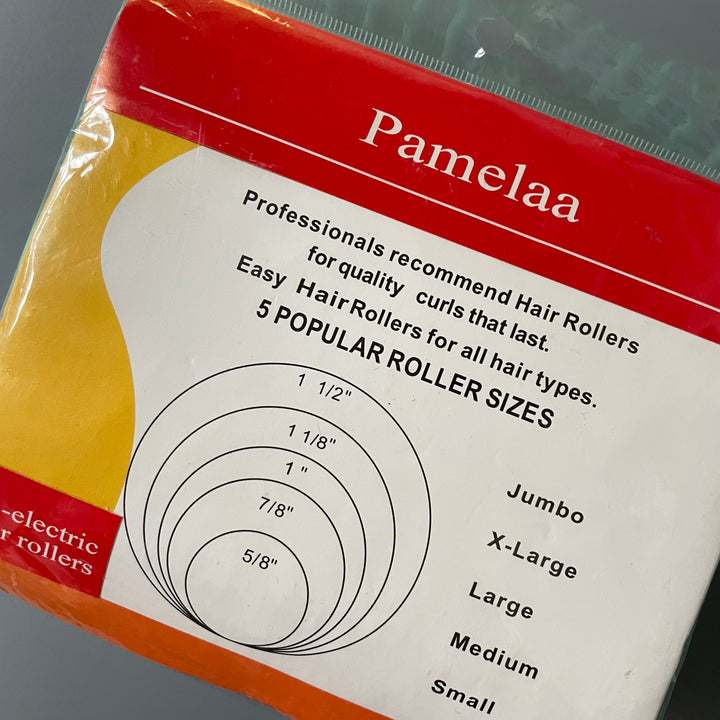 Pamelaa
Professionals recommend Hair Rollers
for quality curls that last.
Easy Hair Rollers for all hair types.
5 POPULAR ROLLER SIZES
1 1/2"
1 1/8"
1 "
7/8"
5/8"
Jumbo
X-Large
Large
Medium
Small
-electric
r rollers